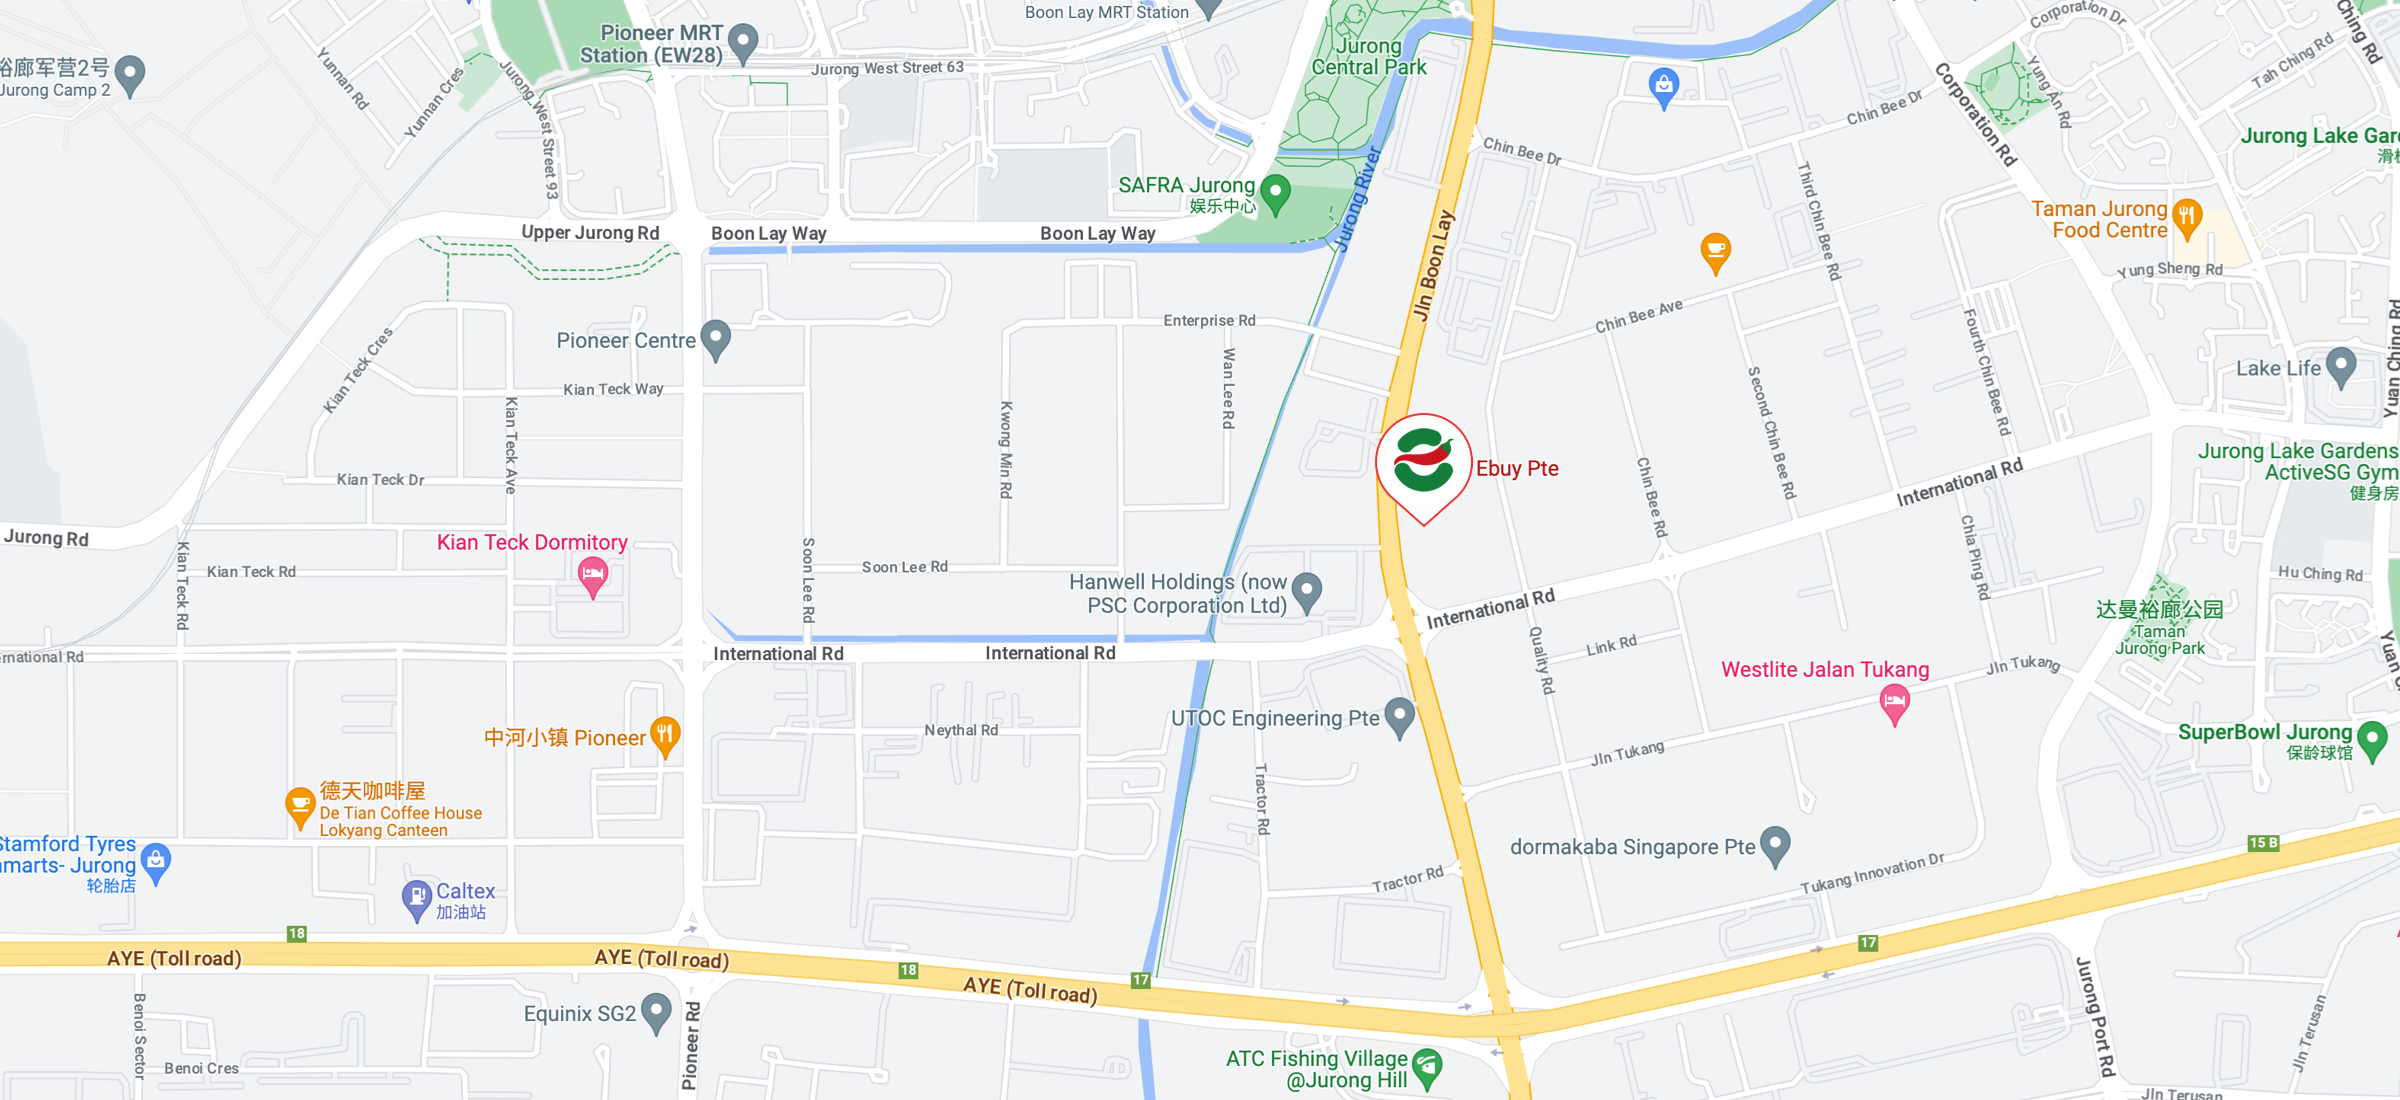 Boon Lay MRT Station
Pioneer MRT
Station (EW28)
裕廊军营2号
Jurong Camp 2
Yunnan Rd
Yunnan Cres
Jurong West Street 93
Jurong West Street 63
Jurong
Central Park
Corporation Dr
Ching Rd
Tah Ching Rd
Yung An Rd
Corporation Rd
Chin Bee Dr
Chin Bee Dr
Jurong Lake Gar
SAFRA Jurong
娱乐中心
Jurong River
Jln Boon Lay
Third Chin Bee Rd
Taman Jurong
Food Centre
Yung Sheng Rd
Upper Jurong Rd
Boon Lay Way
Boon Lay Way
Enterprise Rd
Chin Bee Ave
Pioneer Centre
Kian Teck Cres
Kian Teck Way
Kian Teck Ave
Wan Lee Rd
Kwong Min Rd
Second Chin Bee Rd
Fourth Chin Bee Rd
Lake Life
Yuan Ching Rd
Ebuy Pte
Kian Teck Dr
Chin Bee Rd
International Rd
Jurong Lake Gardens
ActiveSG Gym
健身房
Jurong Rd
Kian Teck Dormitory
Kian Teck Rd
Kian Teck Rd
Soon Lee Rd
Soon Lee Rd
Hanwell Holdings (now
PSC Corporation Ltd)
International Rd
Chia Ping Rd
Hu Ching Rd
达曼裕廊公园
Taman
Jurong Park
Quality Rd
Link Rd
International Rd
International Rd
Westlite Jalan Tukang
Jln Tukang
UTOC Engineering Pte
Neythal Rd
中河小镇 Pioneer
Jln Tukang
SuperBowl Jurong
保龄球馆
德天咖啡屋
De Tian Coffee House
Lokyang Canteen
Tractor Rd
Stamford Tyres
marts- Jurong
轮胎店
dormakaba Singapore Pte
15 B
Caltex
加油站
Tractor Rd
Tukang Innovation Dr
18
17
AYE (Toll road)
AYE (Toll road)
18
17
AYE (Toll road)
Benoi Sector
Equinix SG2
Pioneer Rd
Jurong Port Rd
Jln Terusan
Benoi Cres
ATC Fishing Village
@Jurong Hill
Jln Terusan